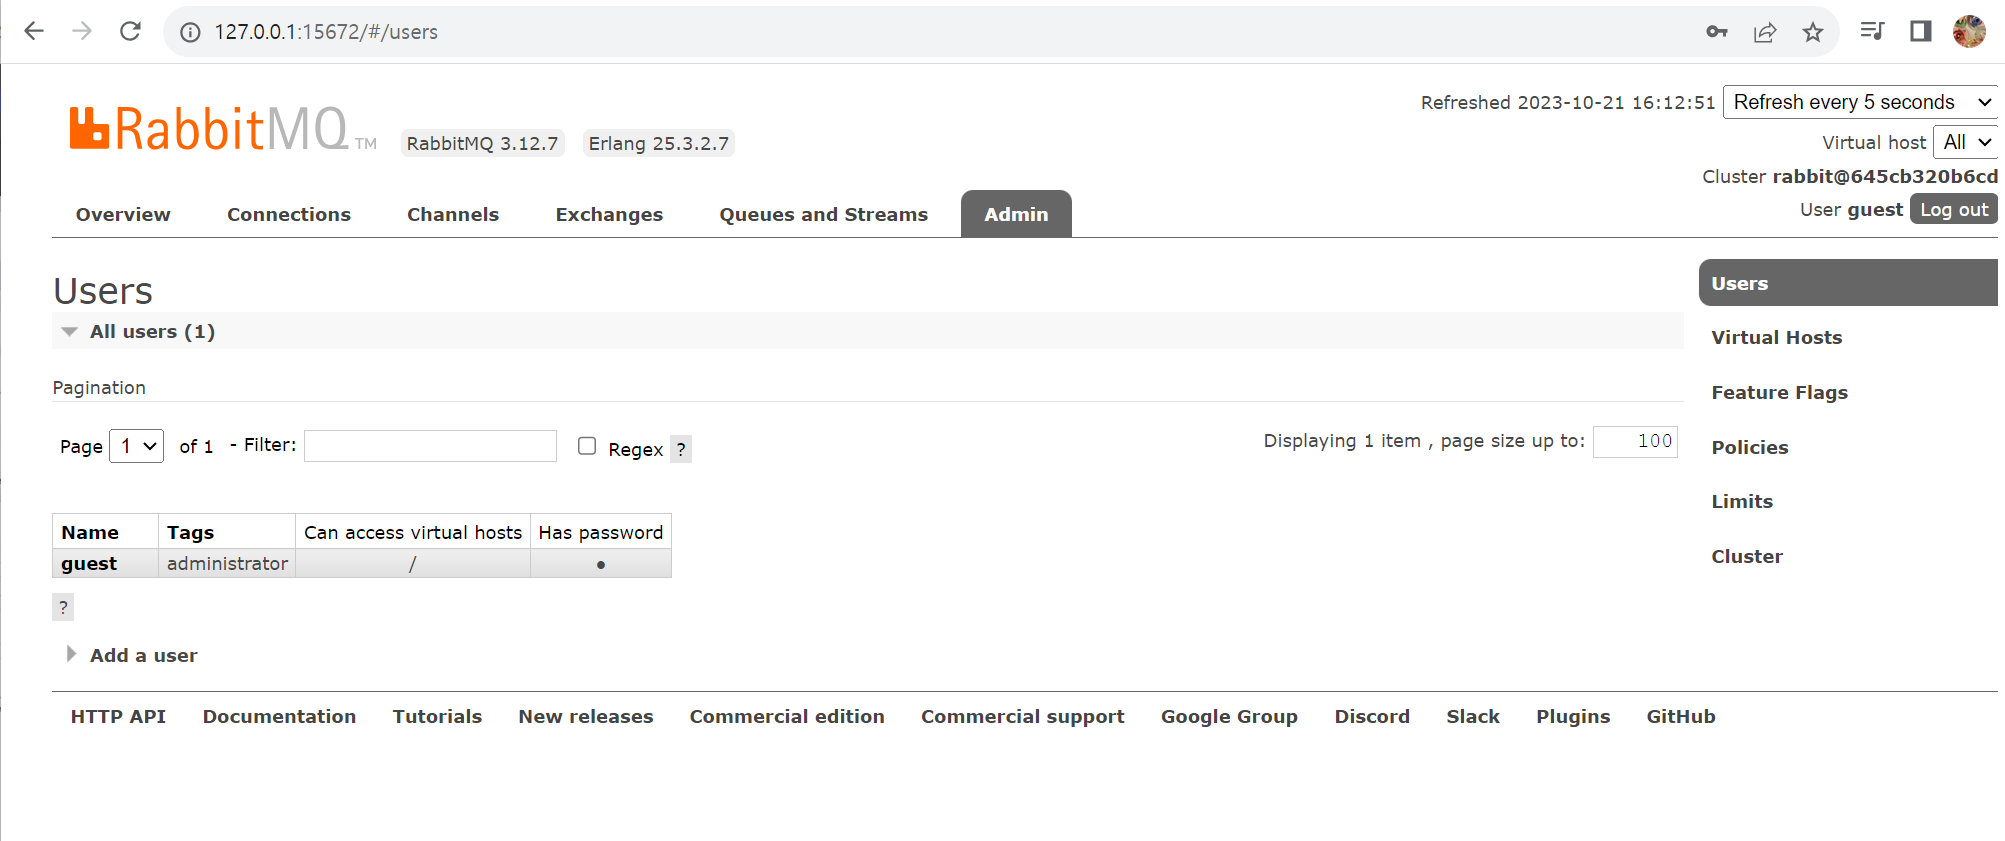 127.0.0.1:15672/#/users
RabbitMQ TM RabbitMQ 3.12.7 Erlang 25.3.2.7
Refreshed 2023-10-21 16:12:51 Refresh every 5 seconds
Virtual host All
Cluster rabbit@645cb320b6cd
User guest Log out
Overview Connections Channels Exchanges Queues and Streams Admin
Users
All users (1)
Pagination
Page 1 of 1 - Filter: Regex ? Displaying 1 item , page size up to: 100
Name Tags Can access virtual hosts Has password
guest administrator / ●
?
Add a user
Users
Virtual Hosts
Feature Flags
Policies
Limits
Cluster
HTTP API Documentation Tutorials New releases Commercial edition Commercial support Google Group Discord Slack Plugins GitHub